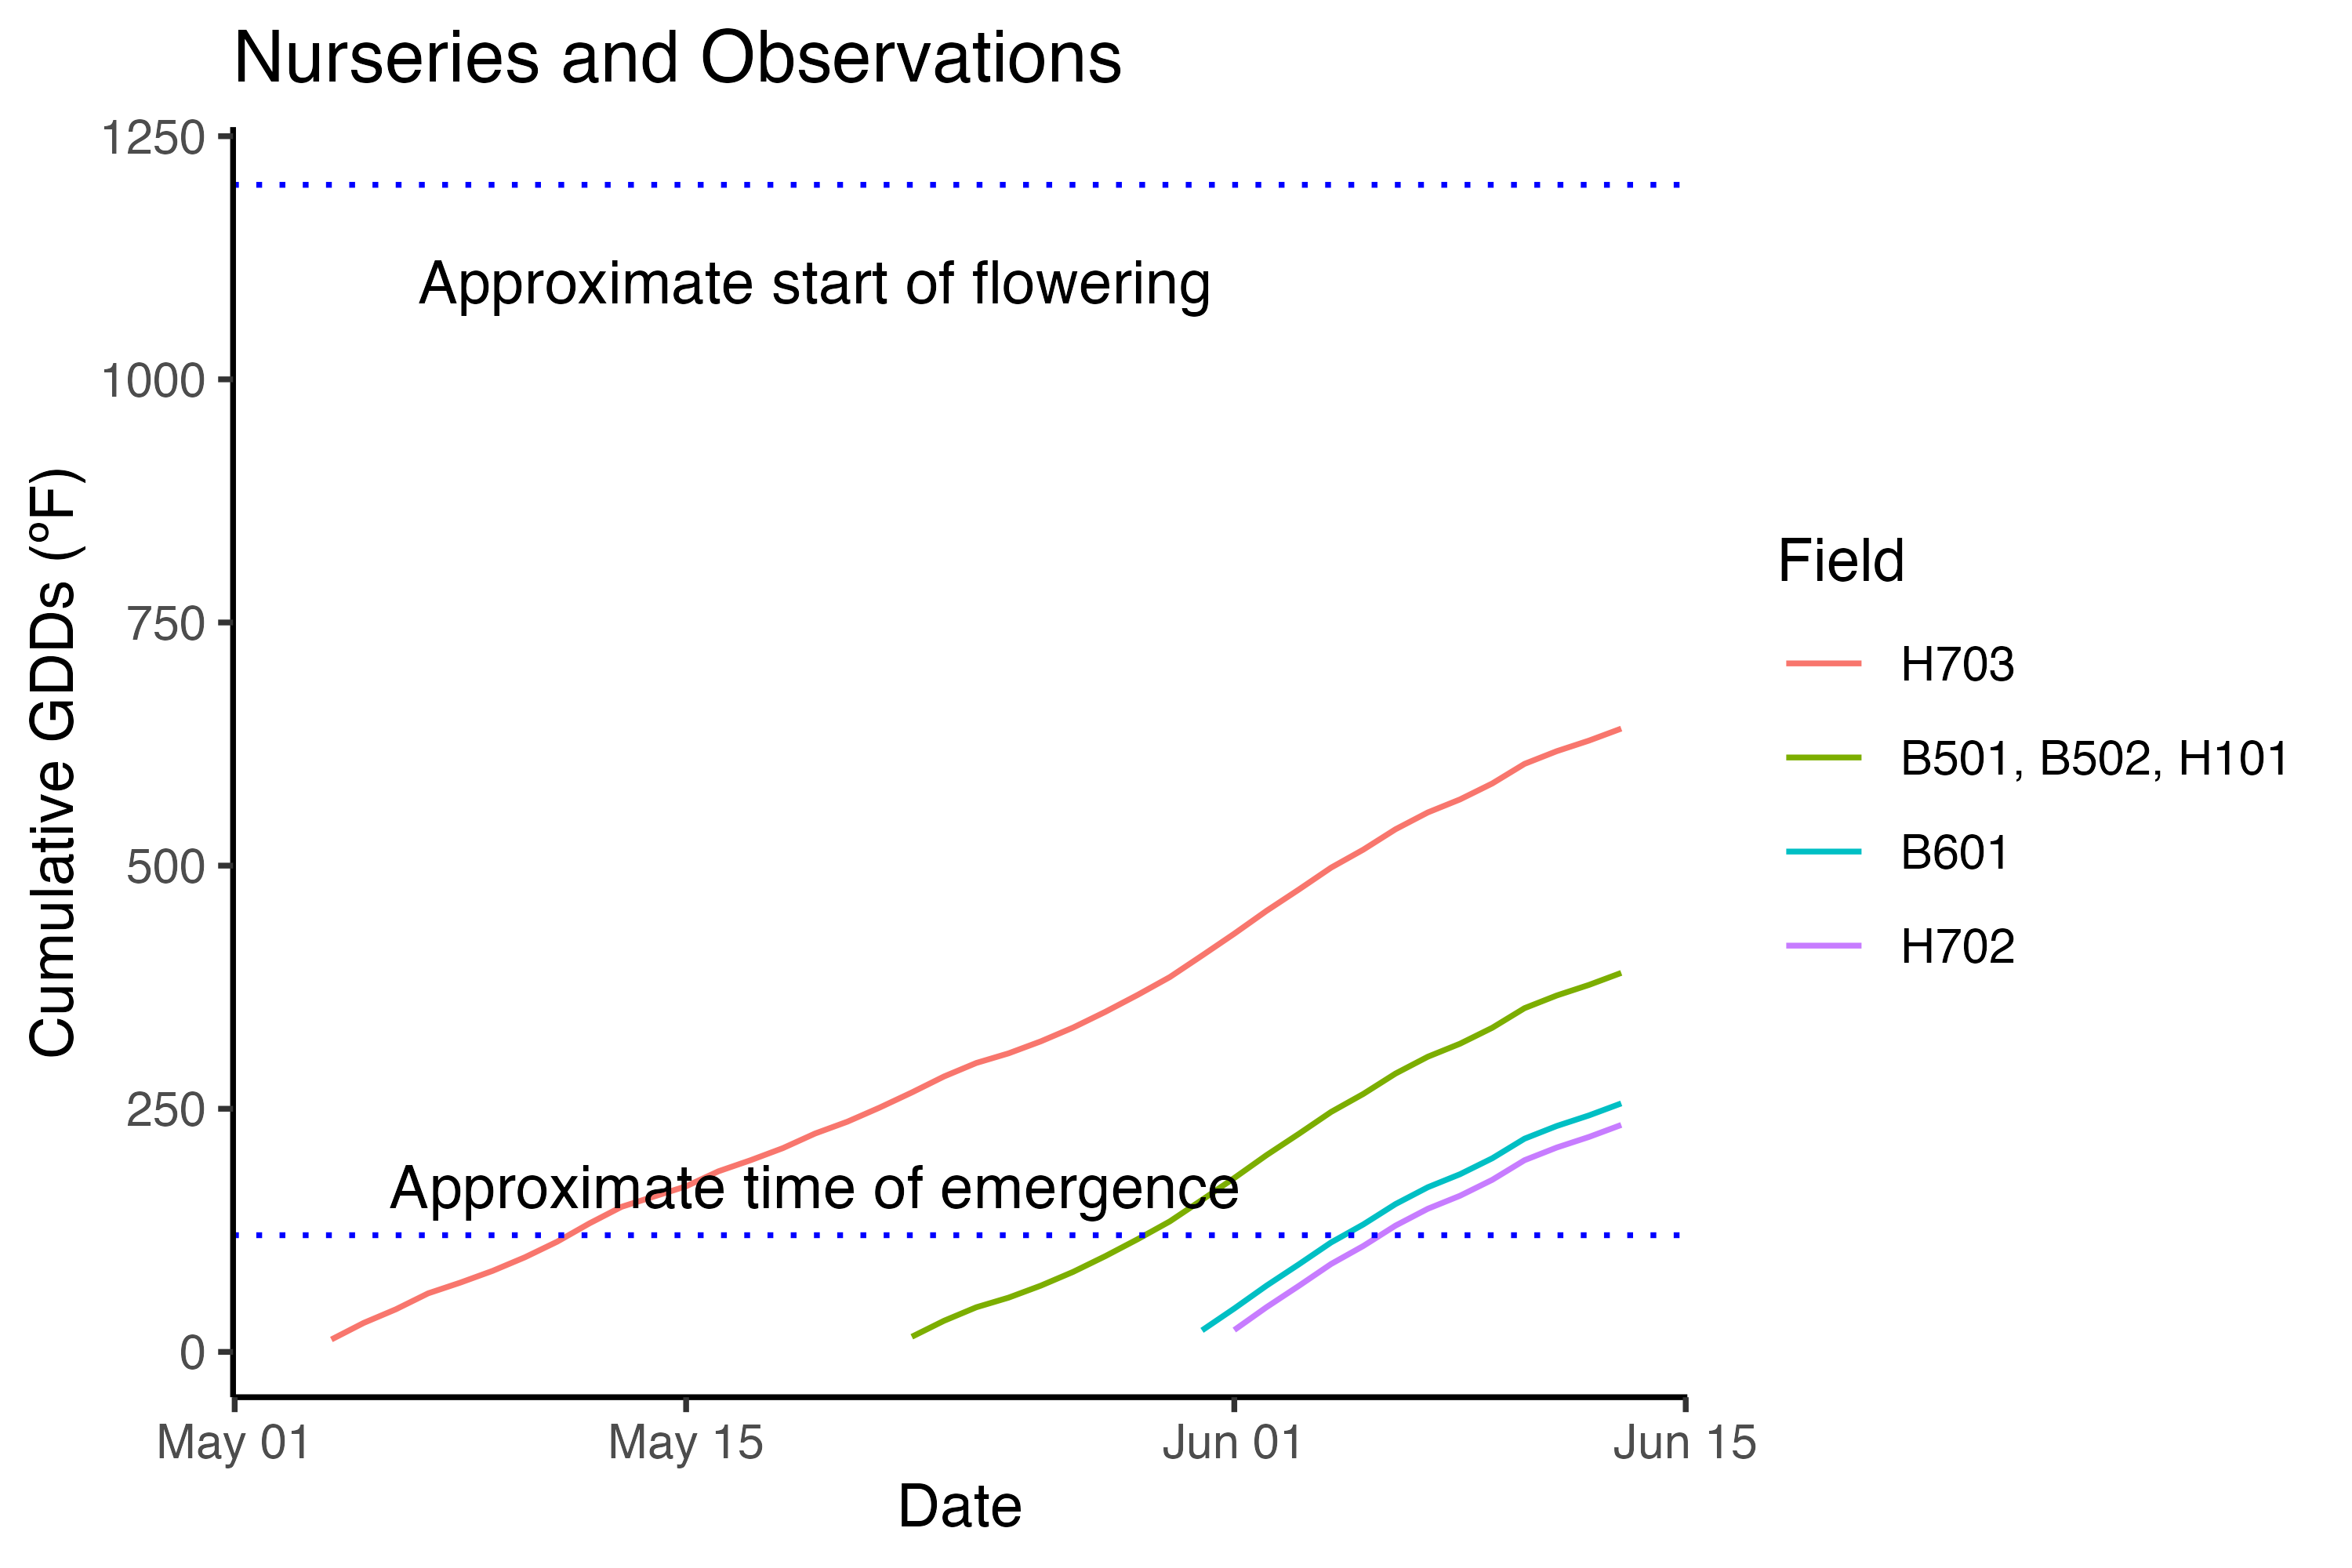 Nurseries and Observations
1250
1000
750
500
250
0
Cumulative GDDs (ºF)
Approximate start of flowering
Approximate time of emergence
May 01
May 15
Jun 01
Jun 15
Date
Field
H703
B501, B502, H101
B601
H702